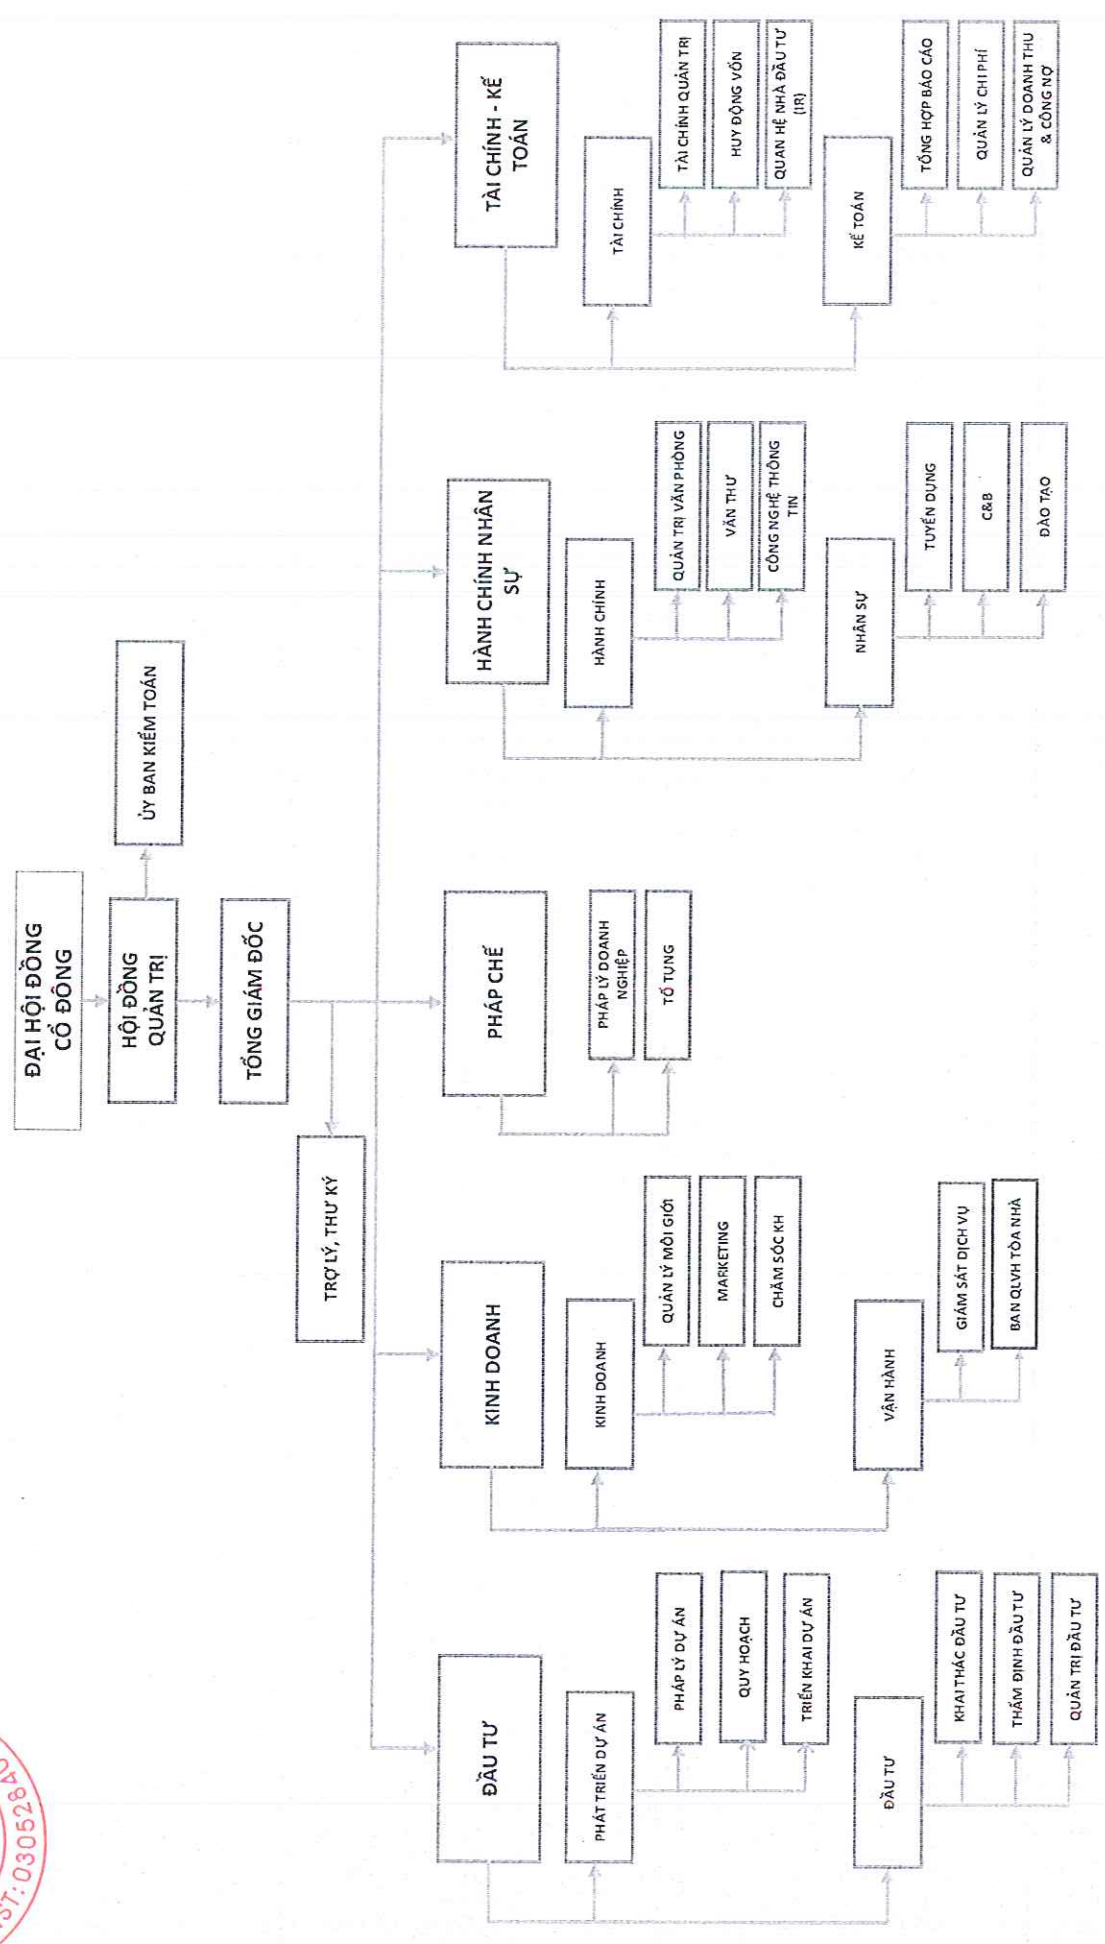 ĐẠI HỘI ĐỒNG
CỔ ĐÔNG
HỘI ĐỒNG
QUẢN TRỊ
ỦY BAN KIỂM TOÁN
TỔNG GIÁM ĐỐC
TRỢ LÝ, THƯ KÝ
ĐẦU TƯ
PHÁT TRIỂN DỰ ÁN
PHÁP LÝ DỰ ÁN
QUY HOẠCH
TRIỂN KHAI DỰ ÁN
ĐẦU TƯ
KHAI THÁC ĐẦU TƯ
THẨM ĐỊNH ĐẦU TƯ
QUẢN TRỊ ĐẦU TƯ
KINH DOANH
KINH DOANH
QUẢN LÝ MÔI GIỚI
MARKETING
CHĂM SÓC KH
VẬN HÀNH
GIÁM SÁT DỊCH VỤ
BAN QLVH TÒA NHÀ
PHÁP CHẾ
PHÁP LÝ DOANH
NGHIỆP
TỐ TỤNG
HÀNH CHÍNH NHÂN
SỰ
HÀNH CHÍNH
QUẢN TRỊ VĂN PHÒNG
VĂN THƯ
CÔNG NGHỆ THÔNG
TIN
NHÂN SỰ
TUYỂN DỤNG
C&B
ĐÀO TẠO
TÀI CHÍNH - KẾ
TOÁN
TÀI CHÍNH
TÀI CHÍNH QUẢN TRỊ
HUY ĐỘNG VỐN
QUAN HỆ NHÀ ĐẦU TƯ
(IR)
KẾ TOÁN
TỔNG HỢP BÁO CÁO
QUẢN LÝ CHI PHÍ
QUẢN LÝ DOANH THU
& CÔNG NỢ